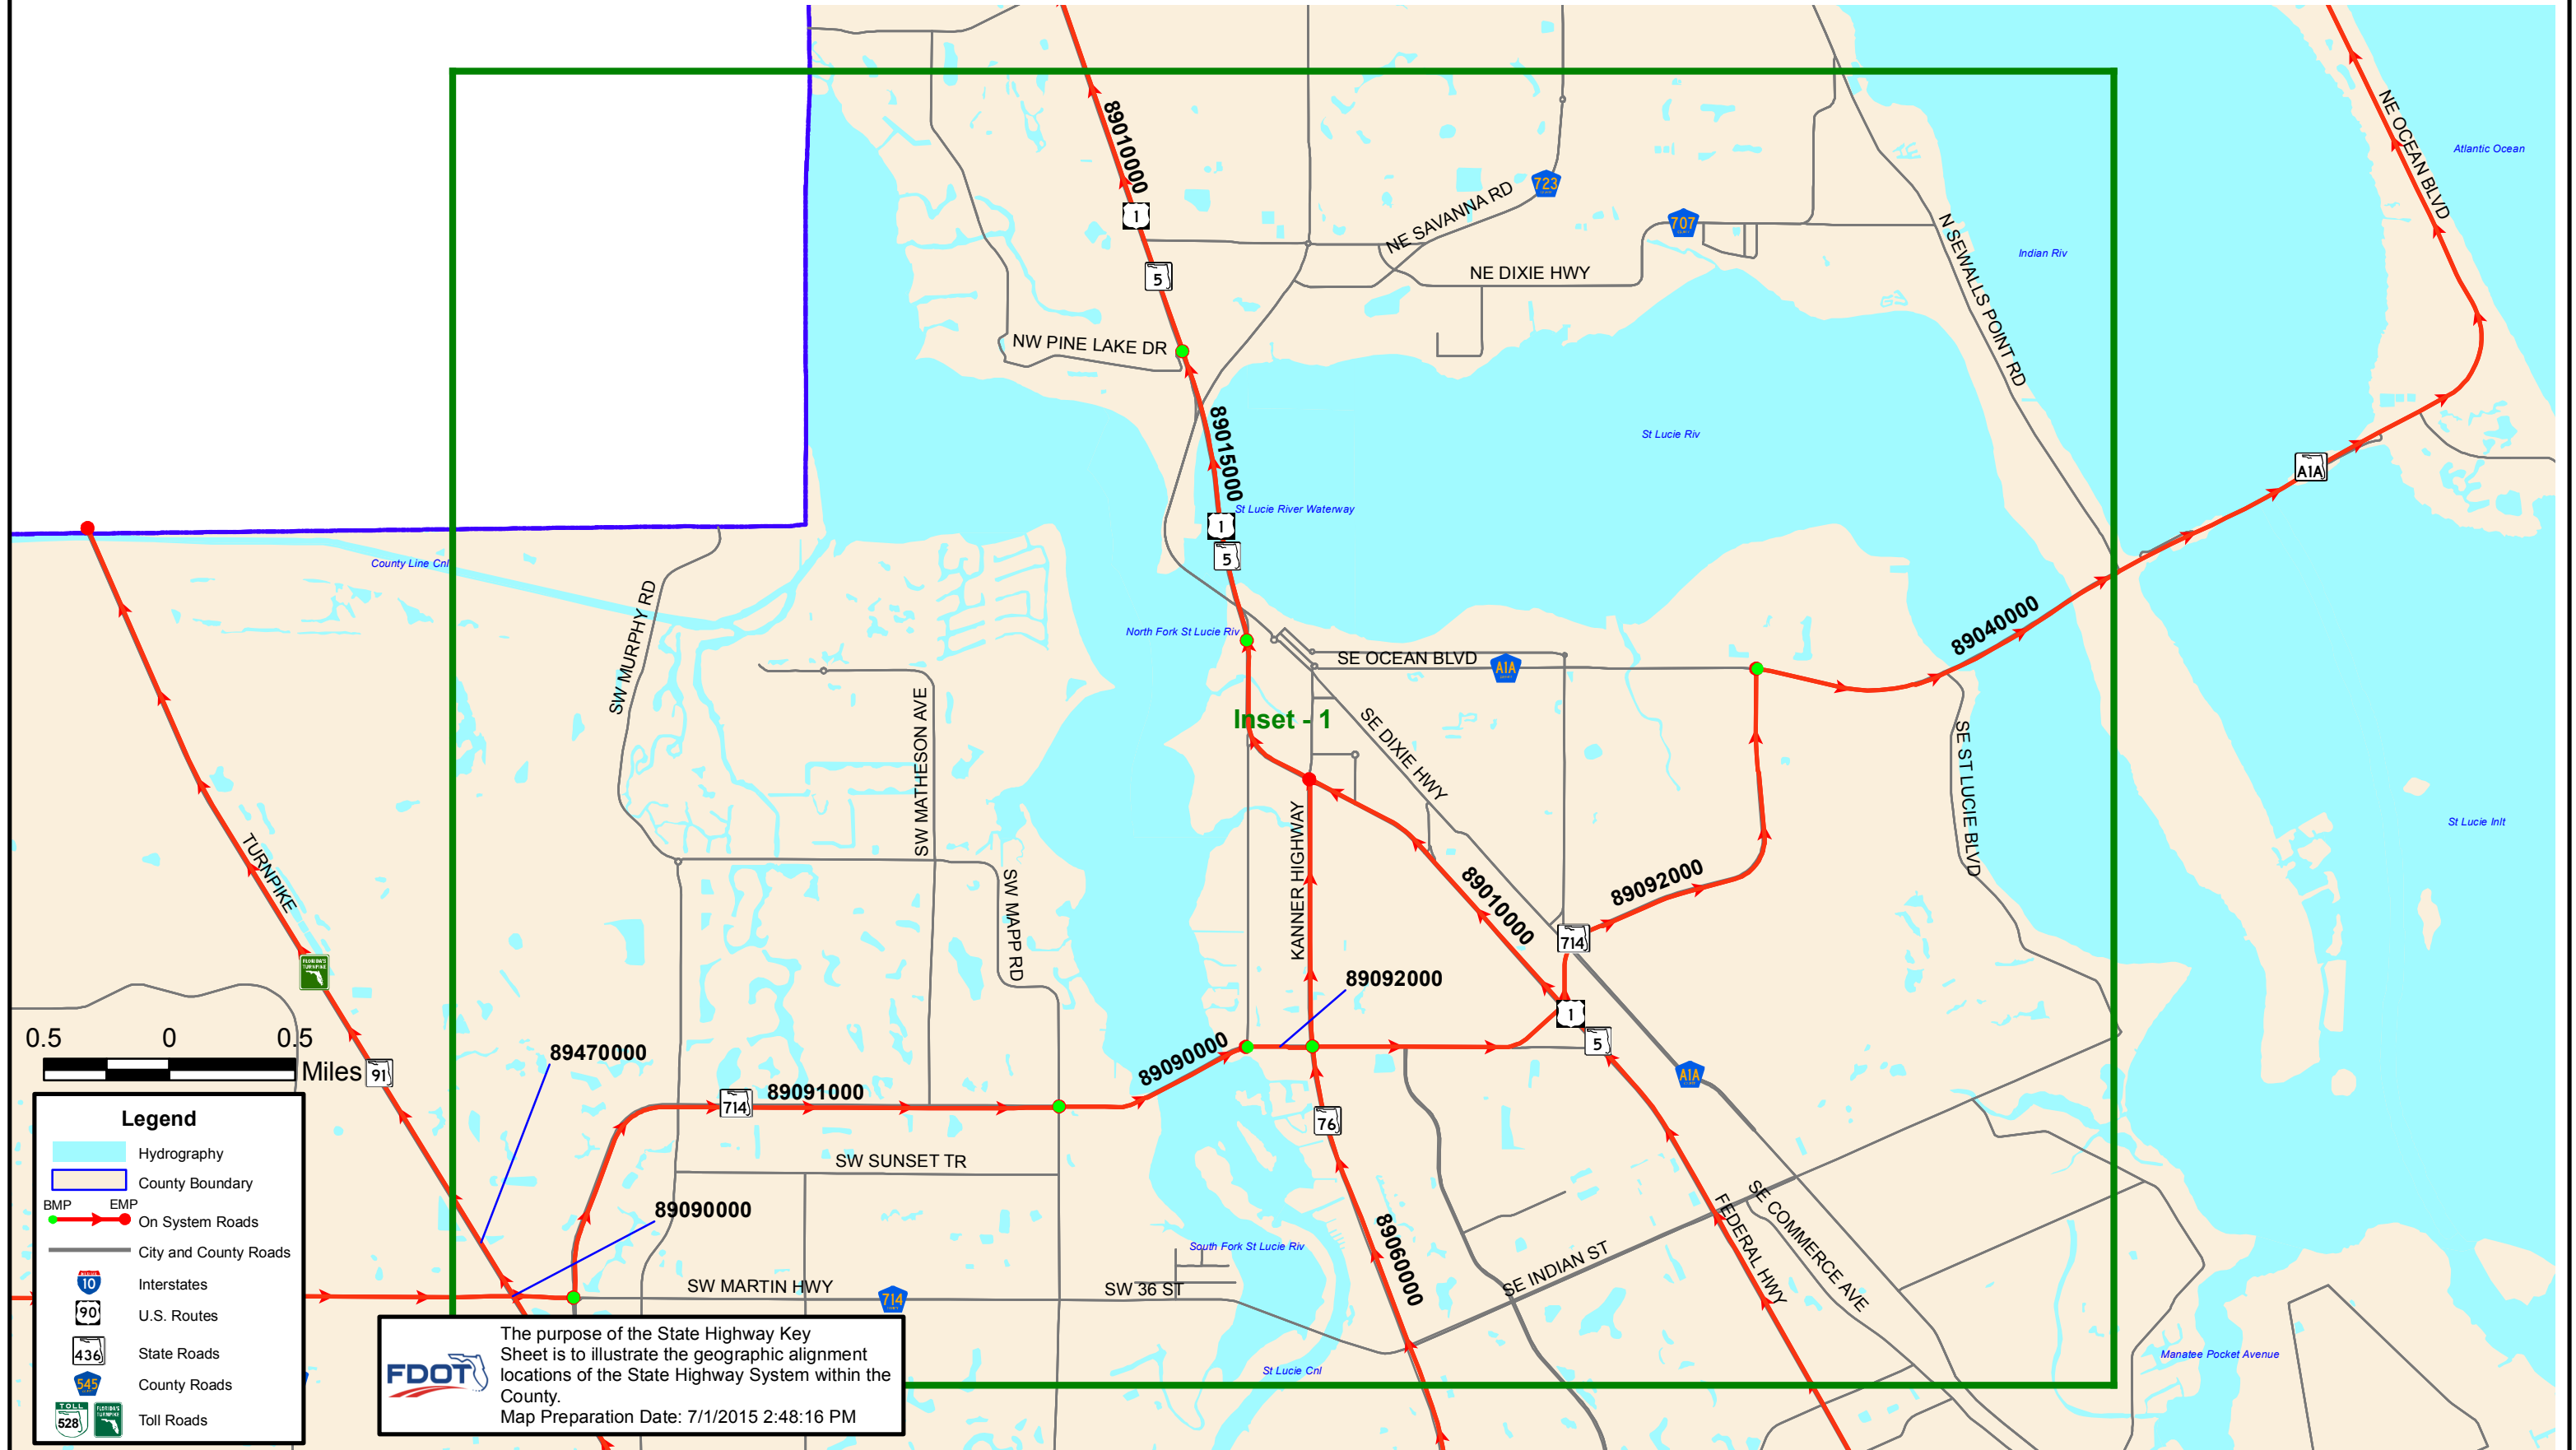 89010000
1
5
723
NE SAVANNA RD
707
NE DIXIE HWY
N SEWALLS POINT RD
Indian Riv
NE OCEAN BLVD
Atlantic Ocean
NW PINE LAKE DR
89015000
St Lucie Riv
A1A
St Lucie River Waterway
1
5
County Line Cnl
SW MURPHY RD
North Fork St Lucie Riv
SE OCEAN BLVD
A1A
89040000
SW MATHESON AVE
Inset - 1
SE DIXIE HWY
SE ST LUCIE BLVD
St Lucie Inlt
TURNPIKE
SW MAPP RD
KANNER HIGHWAY
89010000
89092000
714
FLORIDA'S
TURNPIKE
89092000
1
5
0.5 0 0.5
Miles
91
89470000
89090000
A1A
714
89091000
76
SW SUNSET TR
89090000
South Fork St Lucie Riv
89060000
SE INDIAN ST
FEDERAL HWY
SE COMMERCE AVE
SW MARTIN HWY
714
SW 36 ST
St Lucie Cnl
Manatee Pocket Avenue
Legend
Hydrography
County Boundary
BMP EMP
On System Roads
City and County Roads
10 Interstates
90 U.S. Routes
436 State Roads
545 County Roads
TOLL
528
FLORIDA'S
TURNPIKE
Toll Roads
FDOT
The purpose of the State Highway Key
Sheet is to illustrate the geographic alignment
locations of the State Highway System within the
County.
Map Preparation Date: 7/1/2015 2:48:16 PM